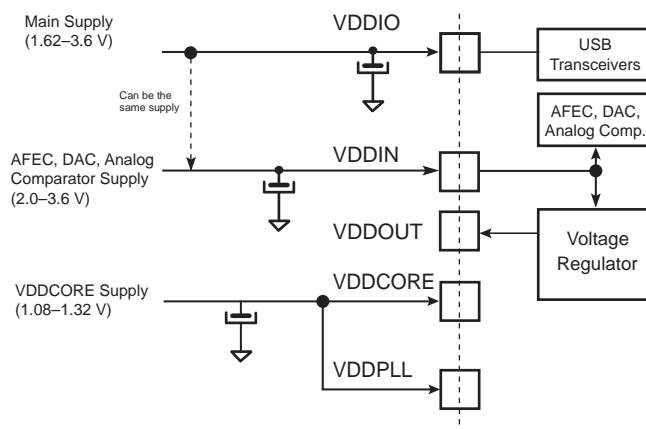 Main Supply
(1.62–3.6 V)
VDDIO
USB
Transceivers
Can be the
same supply
AFEC, DAC,
Analog Comp.
AFEC, DAC, Analog
Comparator Supply
(2.0–3.6 V)
VDDIN
VDDOUT
Voltage
Regulator
VDDCORE Supply
(1.08–1.32 V)
VDDCORE
VDDPLL